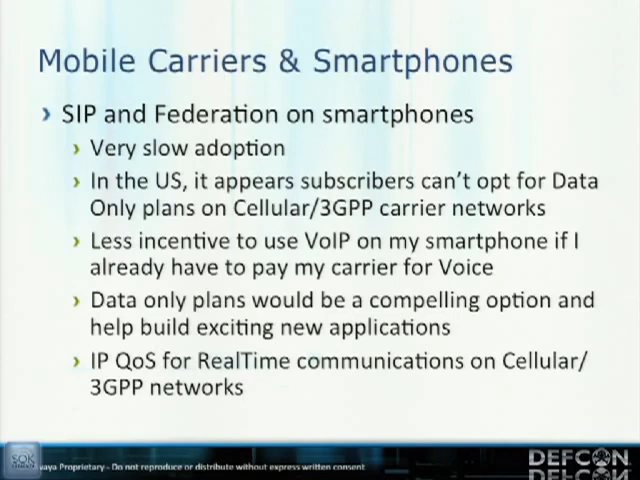 Mobile Carriers & Smartphones
› SIP and Federation on smartphones
› Very slow adoption
› In the US, it appears subscribers can't opt for Data
Only plans on Cellular/3GPP carrier networks
› Less incentive to use VoIP on my smartphone if I
already have to pay my carrier for Voice
› Data only plans would be a compelling option and
help build exciting new applications
› IP QoS for RealTime communications on Cellular/
3GPP networks
aya Proprietary - Do not reproduce or distribute without express written consent
DEFCON